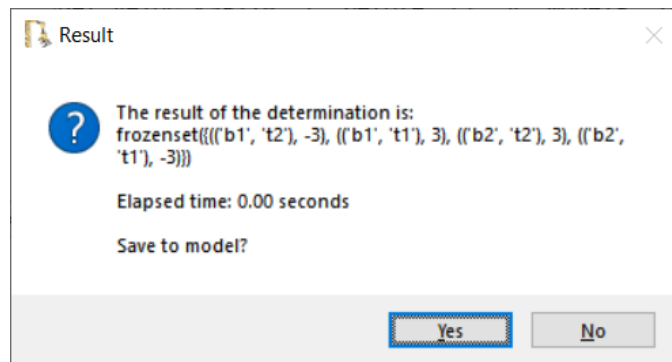 Result
The result of the determination is:
frozenset({(('b1', 't2'), -3), (('b1', 't1'), 3), (('b2', 't2'), 3), (('b2',
't1'), -3)})
Elapsed time: 0.00 seconds
Save to model?
Yes
No